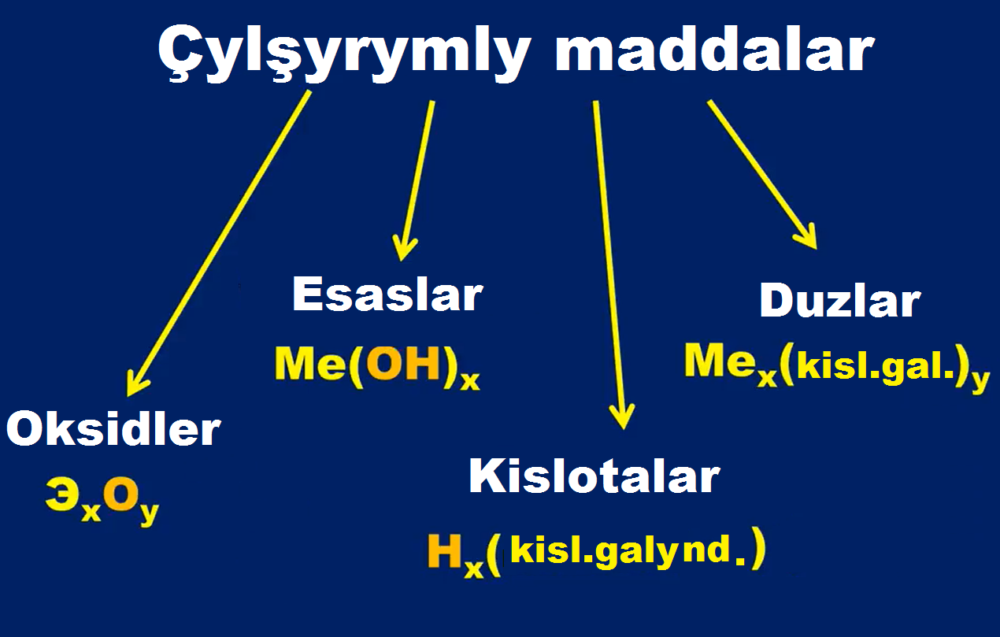 Çylşyrymly maddalar
Esaslar
Me(OH)x
Duzlar
Mex(kisl.gal.)y
Oksidler
ЭxOy
Kislotalar
Hx(kisl.galynd.)